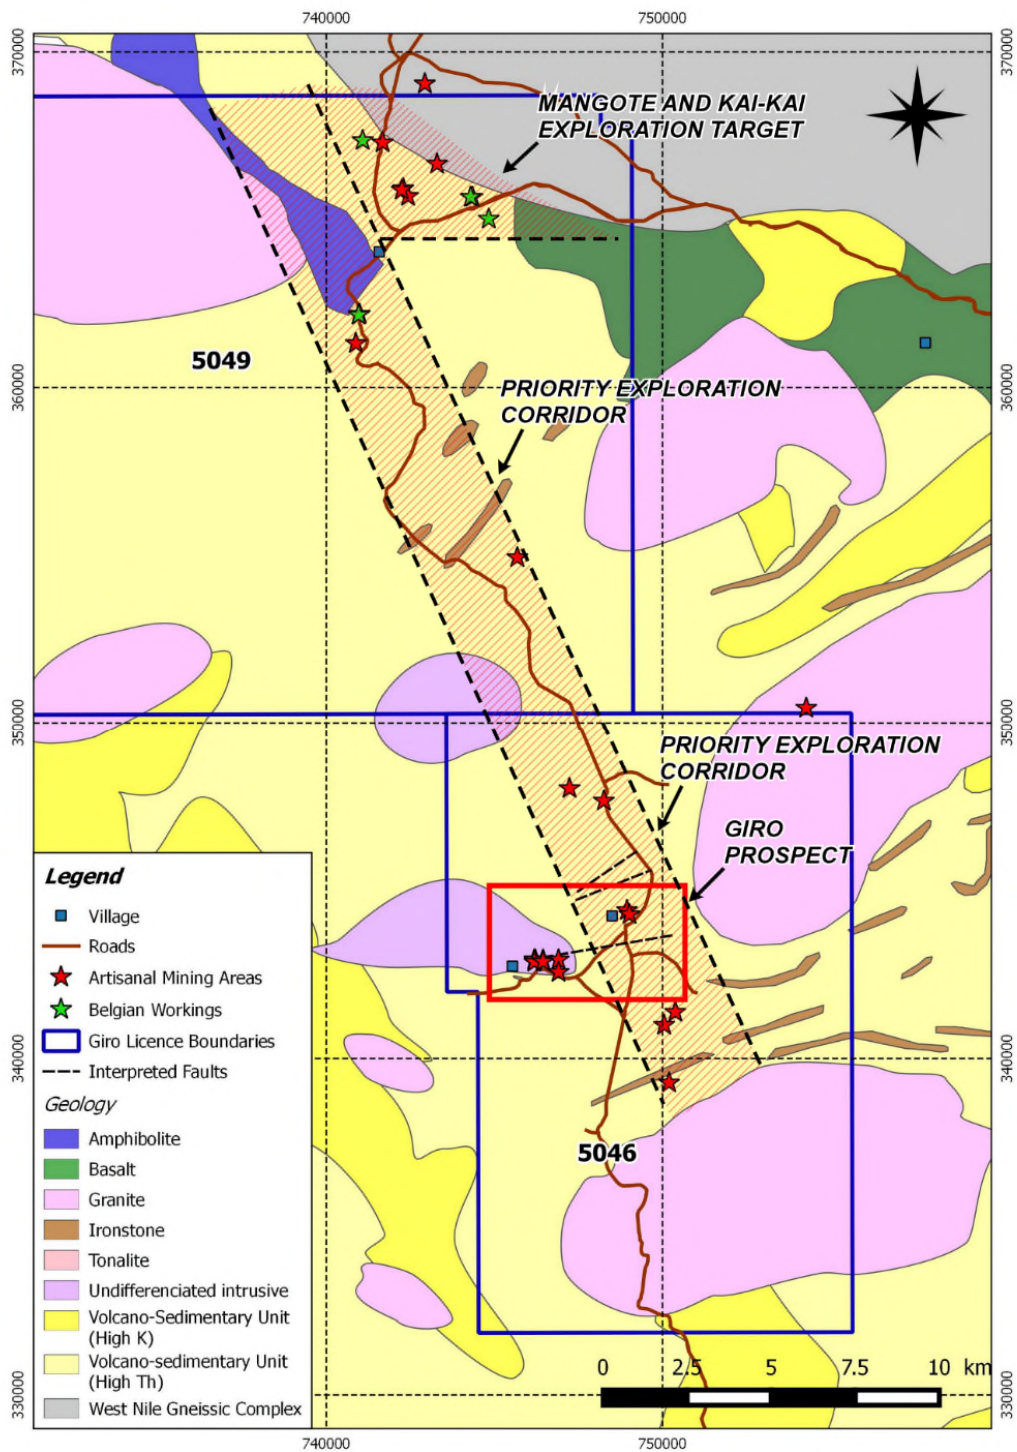 740000
750000
370000
370000
MANGOTE AND KAI-KAI
EXPLORATION TARGET
5049
360000
360000
PRIORITY EXPLORATION
CORRIDOR
350000
350000
PRIORITY EXPLORATION
CORRIDOR
GIRO
PROSPECT
340000
340000
5046
330000
330000
Legend
Village
Roads
Artisanal Mining Areas
Belgian Workings
Giro Licence Boundaries
Interpreted Faults
Geology
Amphibolite
Basalt
Granite
Ironstone
Tonalite
Undifferenciated intrusive
Volcano-Sedimentary Unit
(High K)
Volcano-sedimentary Unit
(High Th)
West Nile Gneissic Complex
0 2.5 5 7.5 10 km
740000
750000